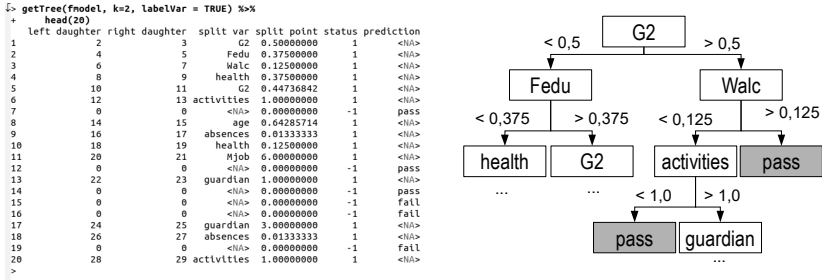 > getTree(fmodel, k=2, labelVar = TRUE) %>%
+ head(20)
left daughter right daughter split var split point status prediction
1 2 3 G2 0.50000000 1 <NA>
2 4 5 Fedu 0.37500000 1 <NA>
3 6 7 Walc 0.12500000 1 <NA>
4 8 9 health 0.37500000 1 <NA>
5 10 11 G2 0.44736842 1 <NA>
6 12 13 activities 1.00000000 1 <NA>
7 0 0 <NA> 0.00000000 -1 pass
8 14 15 age 0.64285714 1 <NA>
9 16 17 absences 0.01333333 1 <NA>
10 18 19 health 0.12500000 1 <NA>
11 20 21 Mjob 6.00000000 1 <NA>
12 0 0 <NA> 0.00000000 -1 pass
13 22 23 guardian 1.00000000 1 <NA>
14 0 0 <NA> 0.00000000 -1 pass
15 0 0 <NA> 0.00000000 -1 fail
16 0 0 <NA> 0.00000000 -1 fail
17 24 25 guardian 3.00000000 1 <NA>
18 26 27 absences 0.01333333 1 <NA>
19 0 0 <NA> 0.00000000 -1 fail
20 28 29 activities 1.00000000 1 <NA>
>
G2
< 0,5 > 0,5
Fedu Walc
< 0,375 > 0,375 < 0,125 > 0,125
health G2 activities pass
... ...
< 1,0 > 1,0
pass guardian
...